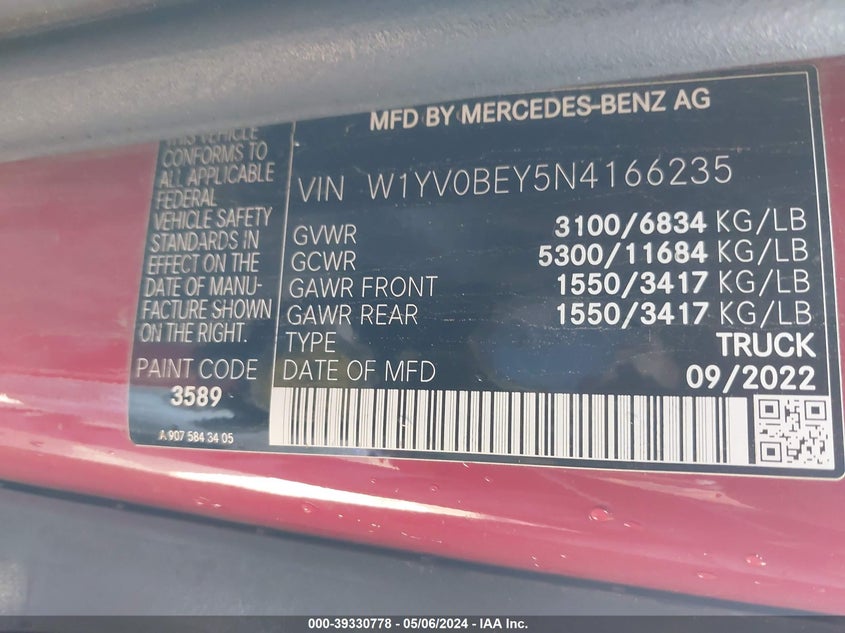 MFD BY MERCEDES-BENZ AG
THIS VEHICLE
CONFORMS TO
ALL APPLICABLE
FEDERAL
VEHICLE SAFETY
STANDARDS IN
EFFECT ON THE
DATE OF MANU-
FACTURE SHOWN
ON THE RIGHT.
PAINT CODE
3589
A 907 584 34 05
VIN W1YV0BEY5N4166235
GVWR 3100/6834 KG/LB
GCWR 5300/11684 KG/LB
GAWR FRONT 1550/3417 KG/LB
GAWR REAR 1550/3417 KG/LB
TYPE TRUCK
DATE OF MFD 09/2022
000-39330778 - 05/06/2024 - IAA Inc.